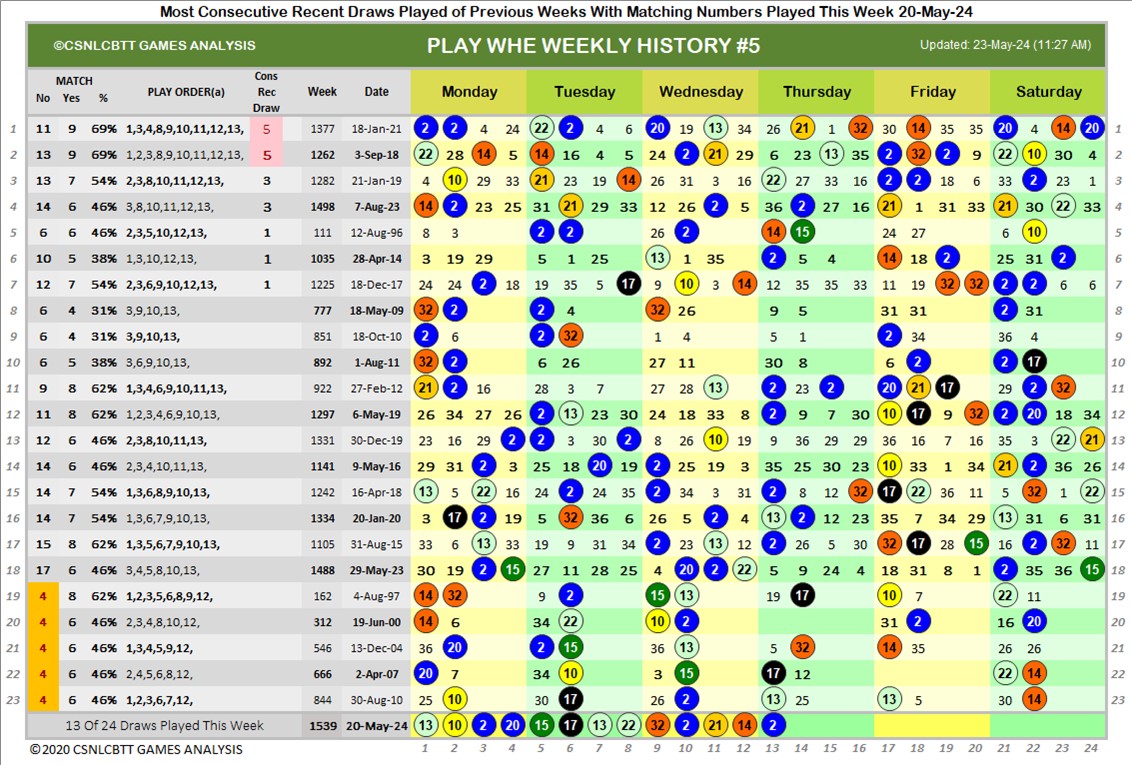 Most Consecutive Recent Draws Played of Previous Weeks With Matching Numbers Played This Week 20-May-24
©CSNLCBTT GAMES ANALYSIS PLAY WHE WEEKLY HISTORY #5 Updated: 23-May-24 (11:27 AM)
No MATCH Yes % PLAY ORDER(a) Cons Rec Draw Week Date Monday Tuesday Wednesday Thursday Friday Saturday
1 11 9 69% 1,3,4,8,9,10,11,12,13, 5 1377 18-Jan-21 2 2 4 24 22 2 4 6 20 19 13 34 26 21 1 32 30 14 35 35 20 4 14 20 1
2 13 9 69% 1,2,3,8,9,10,11,12,13, 5 1262 3-Sep-18 22 28 14 5 14 16 4 5 24 2 21 29 6 23 13 35 2 32 2 9 22 10 30 4 2
3 13 7 54% 2,3,8,10,11,12,13, 3 1282 21-Jan-19 4 10 29 33 21 23 19 14 26 31 3 16 22 27 33 16 2 2 18 6 33 2 23 1 3
4 14 6 46% 3,8,10,11,12,13, 3 1498 7-Aug-23 14 2 23 25 31 21 29 33 12 26 2 5 36 2 27 16 21 1 31 33 21 30 22 33 4
5 6 6 46% 2,3,5,10,12,13, 1 111 12-Aug-96 8 3 2 2 26 2 14 15 24 27 6 10 5
6 10 5 38% 1,3,10,12,13, 1 1035 28-Apr-14 3 19 29 5 1 25 13 1 35 2 5 4 14 18 2 25 31 2 6
7 12 7 54% 2,3,6,9,10,12,13, 1 1225 18-Dec-17 24 24 2 18 19 35 5 17 9 10 3 14 12 35 35 33 11 19 32 32 2 2 6 6 7
8 6 4 31% 3,9,10,13, 777 18-May-09 32 2 2 4 32 26 9 5 31 31 2 31 8
9 6 4 31% 3,9,10,13, 851 18-Oct-10 2 6 2 32 1 4 5 1 2 34 36 4 9
10 6 5 38% 3,6,9,10,13, 892 1-Aug-11 32 2 6 26 27 11 30 8 6 2 2 17 10
11 9 8 62% 1,3,4,6,9,10,11,13, 922 27-Feb-12 21 2 16 28 3 7 27 28 13 2 23 2 20 21 17 29 2 32 11
12 11 8 62% 1,2,3,4,6,9,10,13, 1297 6-May-19 26 34 27 26 2 13 23 30 24 18 33 8 2 9 7 30 10 17 9 32 2 20 18 34 12
13 12 6 46% 2,3,8,10,11,13, 1331 30-Dec-19 23 16 29 2 2 3 30 2 8 26 10 19 9 36 29 29 36 16 7 16 35 3 22 21 13
14 14 6 46% 2,3,4,10,11,13, 1141 9-May-16 29 31 2 3 25 18 20 19 2 25 19 3 35 25 30 23 10 33 1 34 21 2 36 26 14
15 14 7 54% 1,3,6,8,9,10,13, 1242 16-Apr-18 13 5 22 16 24 2 24 35 2 34 3 31 2 8 12 32 17 22 36 11 5 32 1 22 15
16 14 7 54% 1,3,6,7,9,10,13, 1334 20-Jan-20 3 17 2 19 5 32 36 6 26 5 2 4 13 2 12 23 35 7 34 29 13 31 6 31 16
17 15 8 62% 1,3,5,6,7,9,10,13, 1105 31-Aug-15 33 6 13 33 19 9 31 34 2 23 13 12 2 26 5 30 32 17 28 15 16 2 32 11 17
18 17 6 46% 3,4,5,8,10,13, 1488 29-May-23 30 19 2 15 27 11 28 25 4 20 2 22 5 9 24 4 18 31 8 1 2 35 36 15 18
19 4 8 62% 1,2,3,5,6,8,9,12, 162 4-Aug-97 14 32 9 2 15 13 19 17 10 7 22 11 19
20 4 6 46% 2,3,4,8,10,12, 312 19-Jun-00 14 6 34 22 10 2 31 2 16 20 20
21 4 6 46% 1,3,4,5,9,12, 546 13-Dec-04 36 20 2 15 36 13 5 32 14 35 26 26 21
22 4 6 46% 2,4,5,6,8,12, 666 2-Apr-07 20 7 34 10 3 15 17 12 22 14 22
23 4 6 46% 1,2,3,6,7,12, 844 30-Aug-10 25 10 30 17 26 2 13 25 13 5 30 14 23
13 Of 24 Draws Played This Week 1539 20-May-24 13 10 2 20 15 17 13 22 32 2 21 14 2
©2020 CSNLCBTT GAMES ANALYSIS 1 2 3 4 5 6 7 8 9 10 11 12 13 14 15 16 17 18 19 20 21 22 23 24